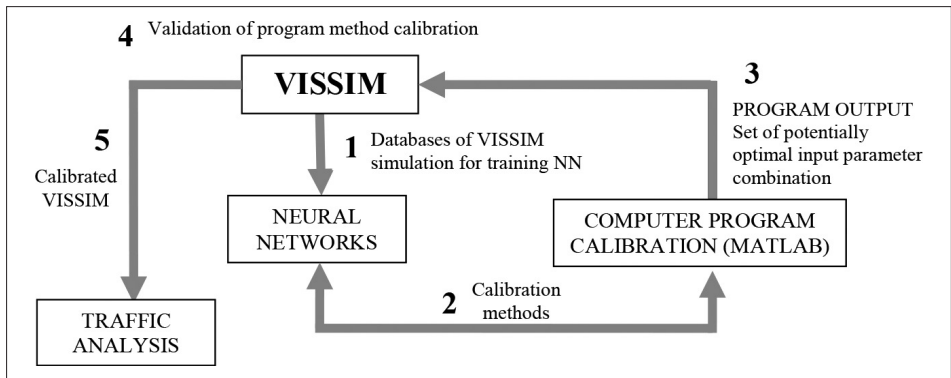 4 Validation of program method calibration
VISSIM
3
PROGRAM OUTPUT
Set of potentially
optimal input parameter
combination
1 Databases of VISSIM
simulation for training NN
5
Calibrated
VISSIM
NEURAL
NETWORKS
COMPUTER PROGRAM
CALIBRATION (MATLAB)
2 Calibration
methods
TRAFFIC
ANALYSIS